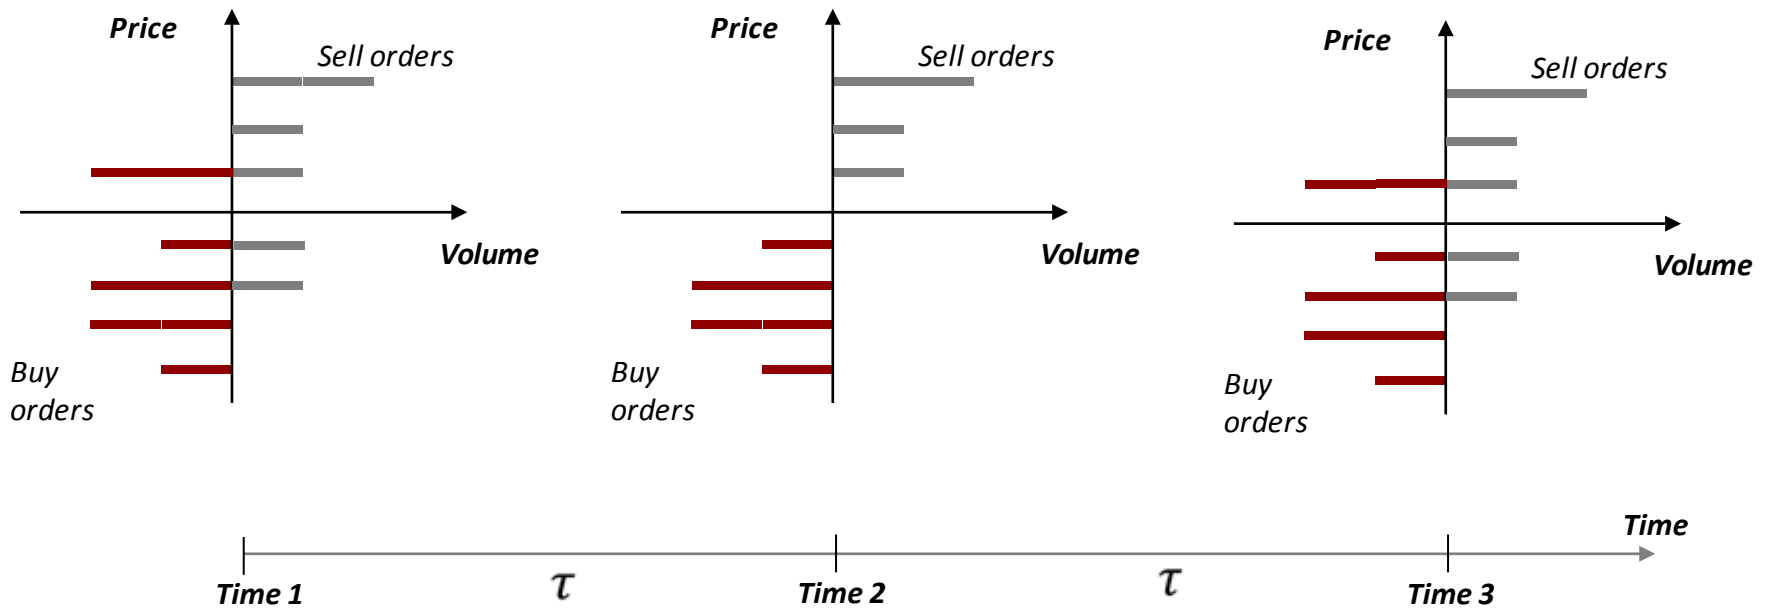 Price
Sell orders
Volume
Buy
orders
Price
Sell orders
Volume
Buy
orders
Price
Sell orders
Volume
Buy
orders
Time
Time 1
τ
Time 2
τ
Time 3